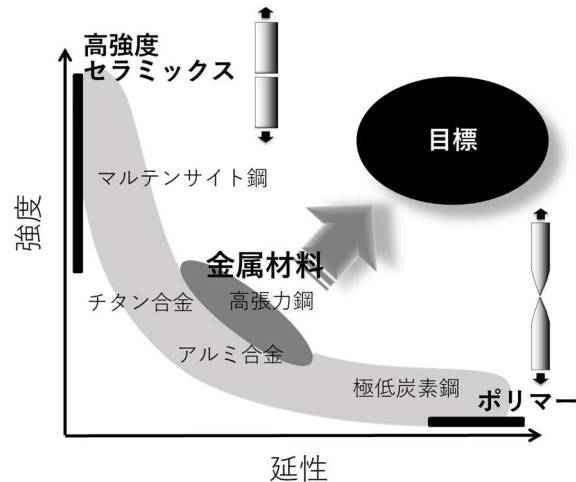 高強度
セラミックス
目標
マルテンサイト鋼
強度
金属材料
チタン合金
高張力鋼
アルミ合金
極低炭素鋼
ポリマー
延性